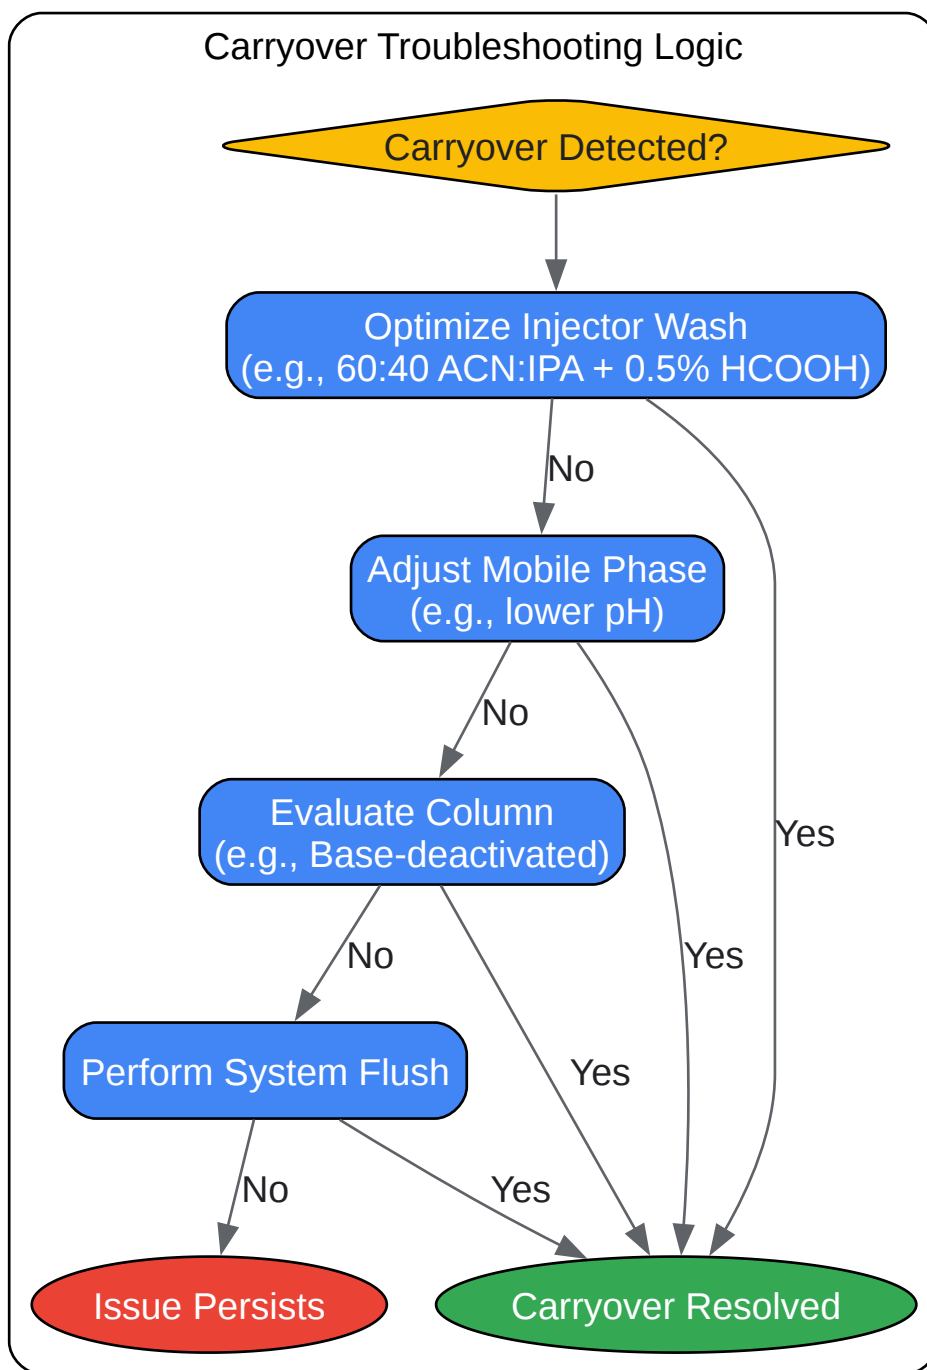 Carryover Troubleshooting Logic
Carryover Detected?
Optimize Injector Wash
(e.g., 60:40 ACN:IPA + 0.5% HCOOH)
No
Adjust Mobile Phase
(e.g., lower pH)
No
Evaluate Column
(e.g., Base-deactivated)
Yes
No
Yes
Perform System Flush
Yes
No
Yes
Issue Persists
Carryover Resolved